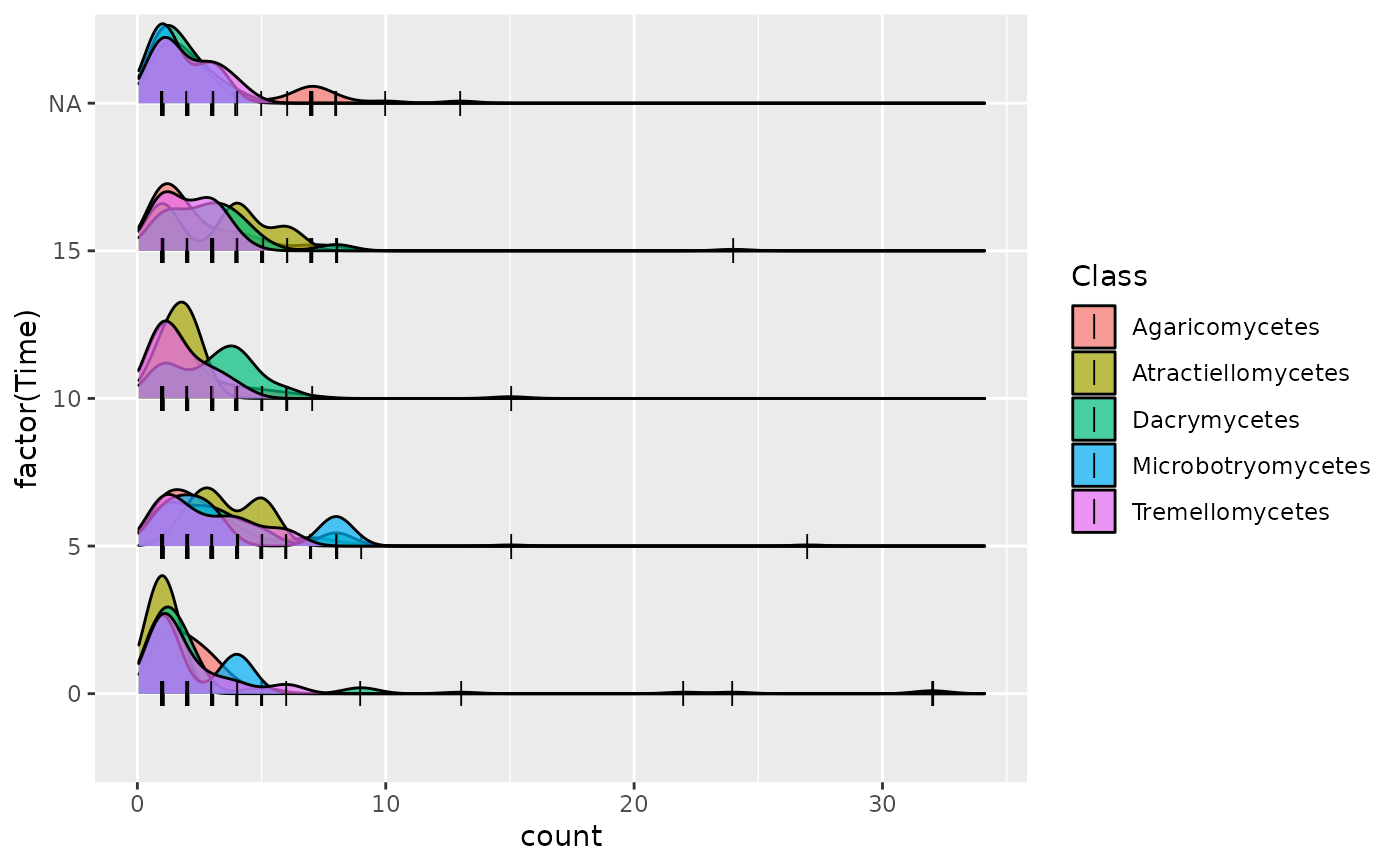 factor(Time)
NA
15
10
5
0
0 10 20 30
count
Class
Agaricomycetes
Atractiellomycetes
Dacrymycetes
Microbotryomycetes
Tremellomycetes